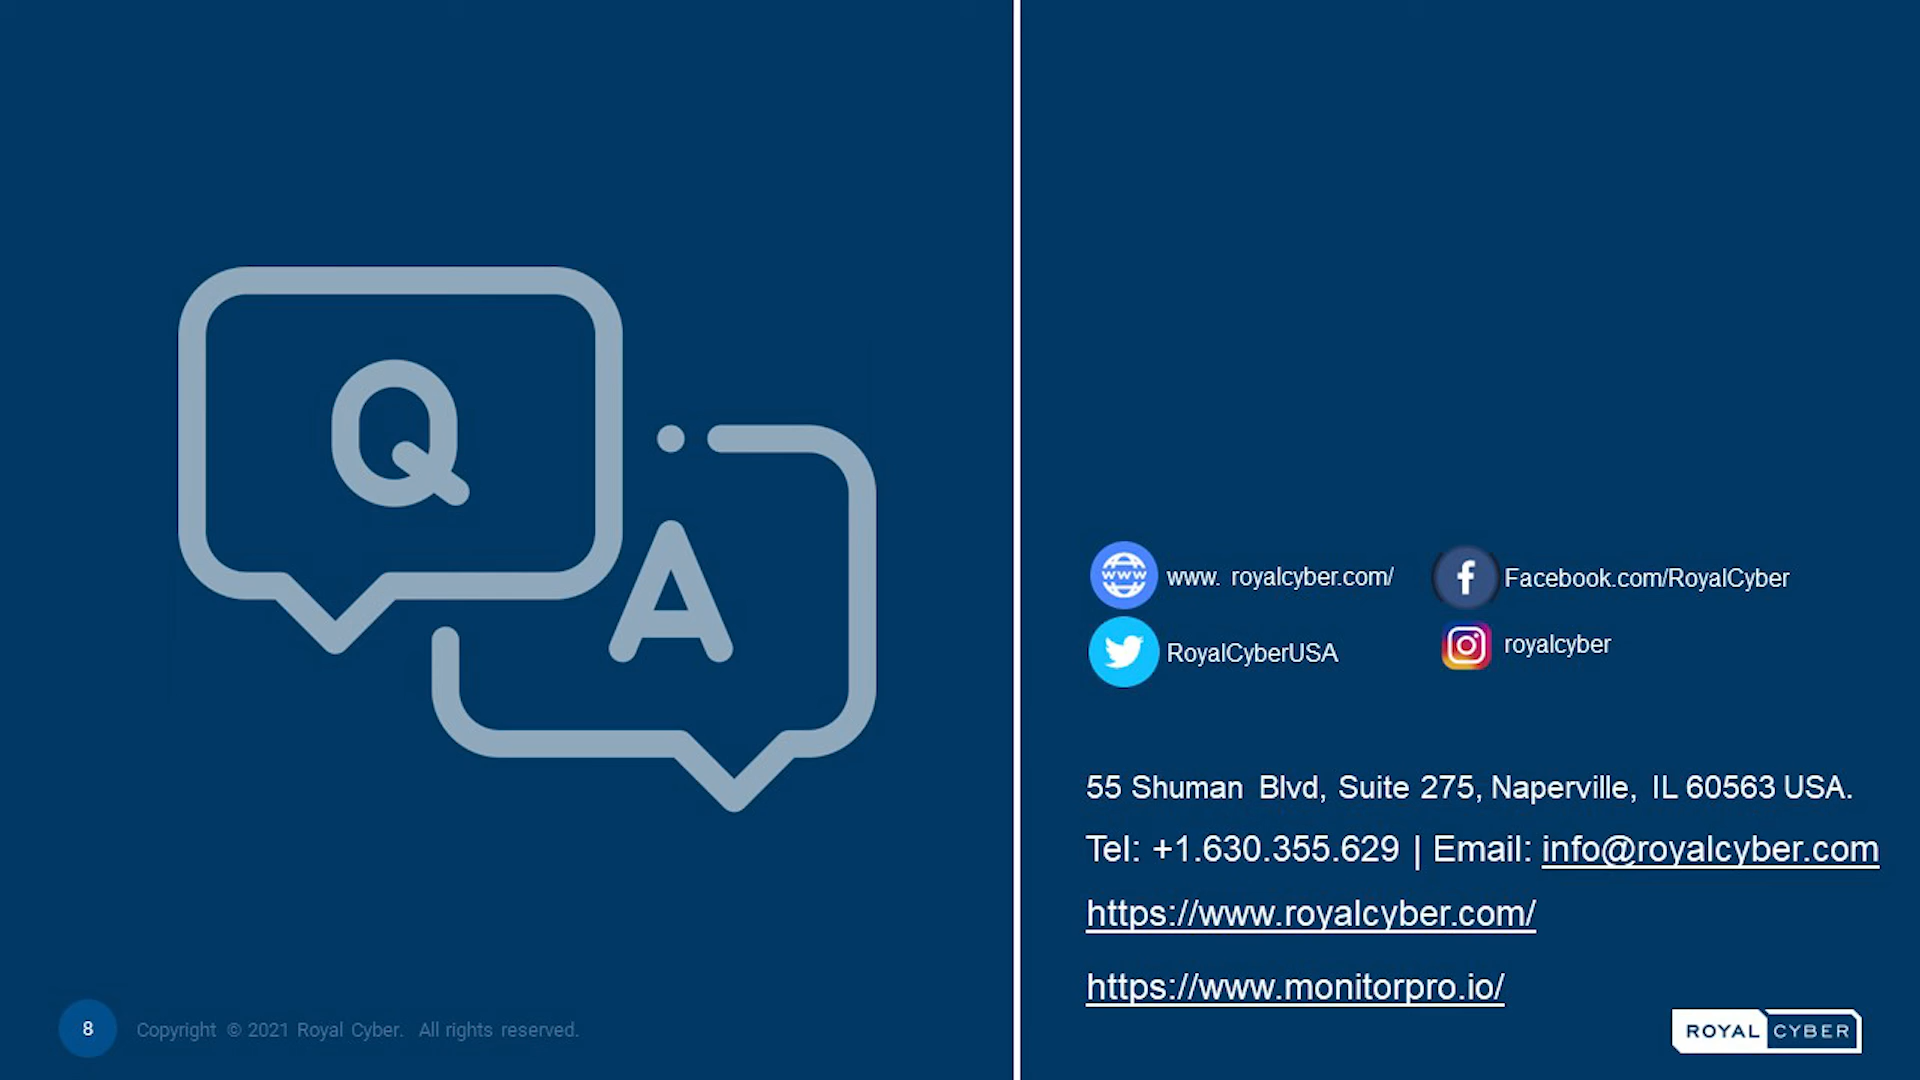 Q
A
www. royalcyber.com/
Facebook.com/RoyalCyber
RoyalCyberUSA
royalcyber
55 Shuman Blvd, Suite 275, Naperville, IL 60563 USA.
Tel: +1.630.355.629 | Email: info@royalcyber.com
https://www.royalcyber.com/
https://www.monitorpro.io/
8
Copyright © 2021 Royal Cyber. All rights reserved.
ROYAL CYBER